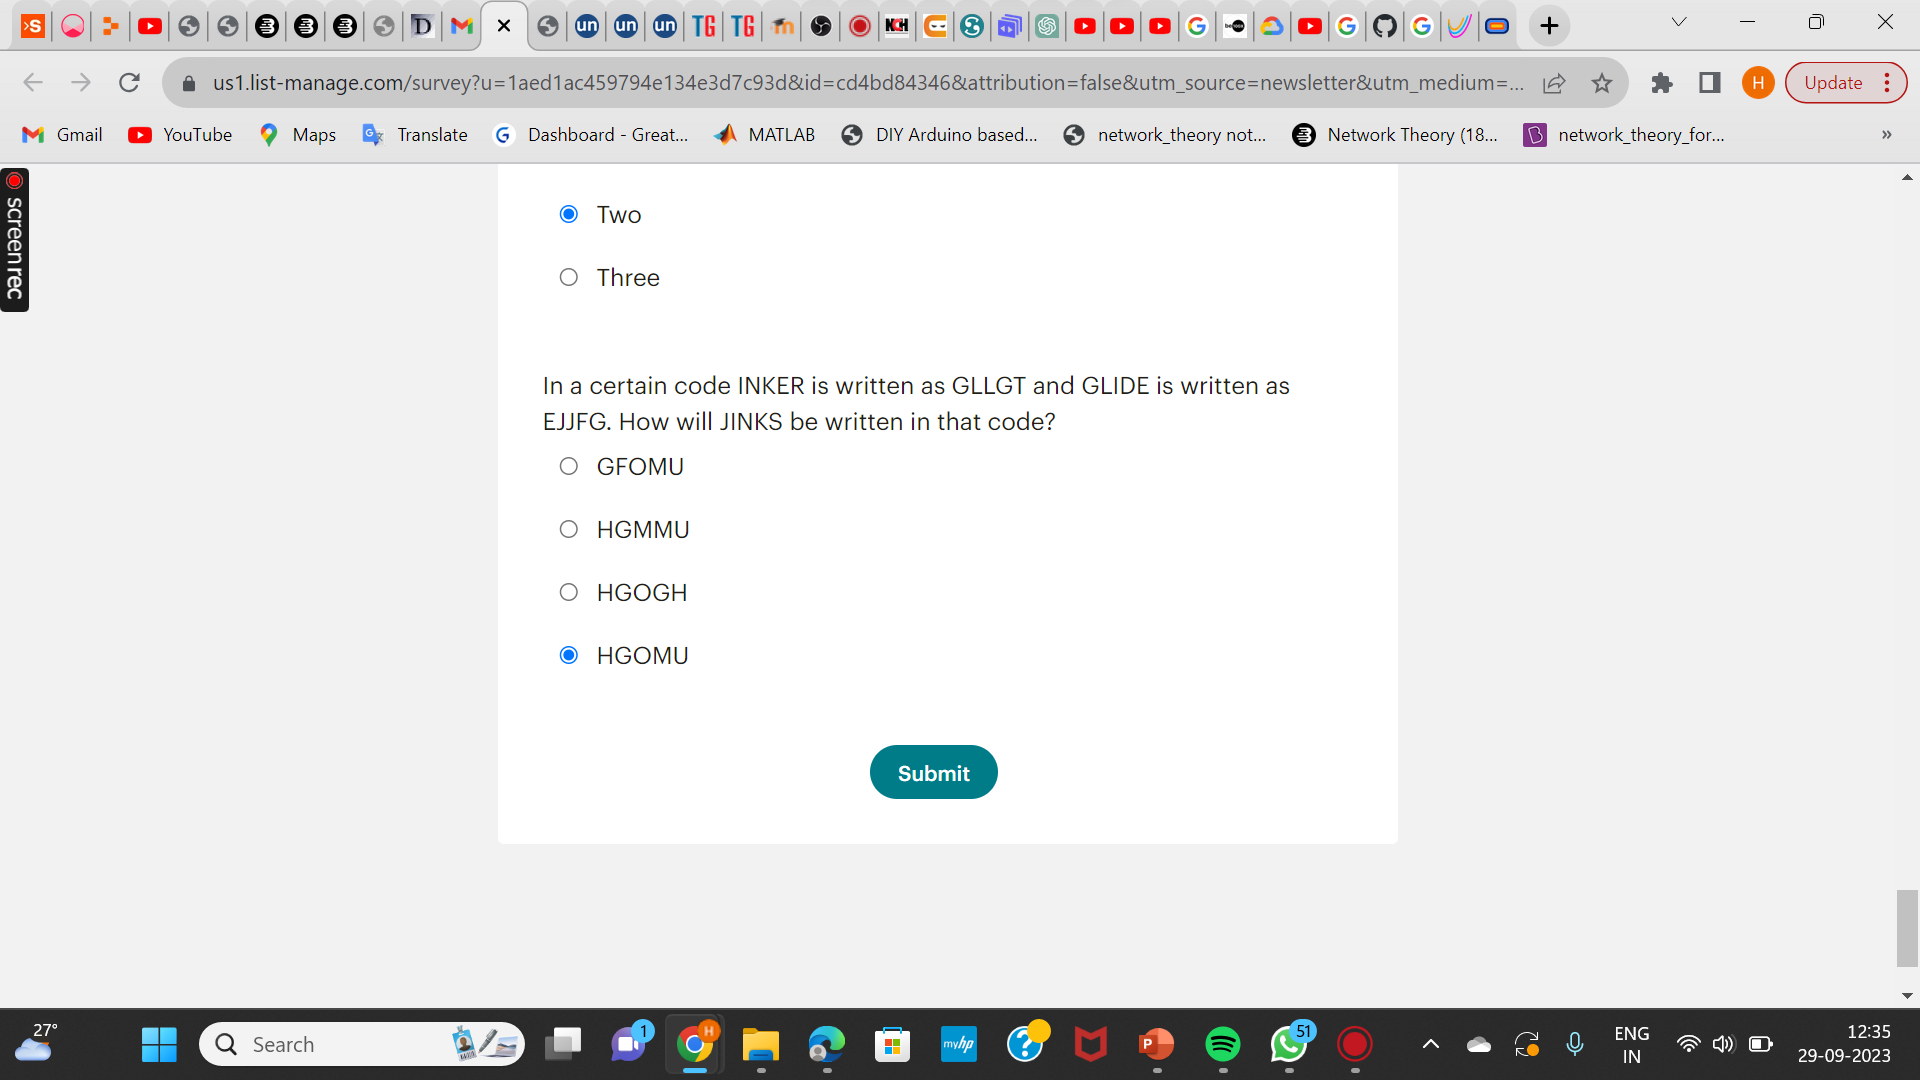 us1.list-manage.com/survey?u=1aed1ac459794e134e3d7c93d&id=cd4bd84346&attribution=false&utm_source=newsletter&utm_medium=...
H
Update
Gmail
YouTube
Maps
Translate
Dashboard - Great...
MATLAB
DIY Arduino based...
network_theory not...
Network Theory (18...
network_theory_for...
»
screenrec
Two
Three
In a certain code INKER is written as GLLGT and GLIDE is written as
EJJFG. How will JINKS be written in that code?
GFOMU
HGMMU
HGOGH
HGOMU
Submit
27°
Search
1
H
myhp
51
ENG
IN
12:35
29-09-2023